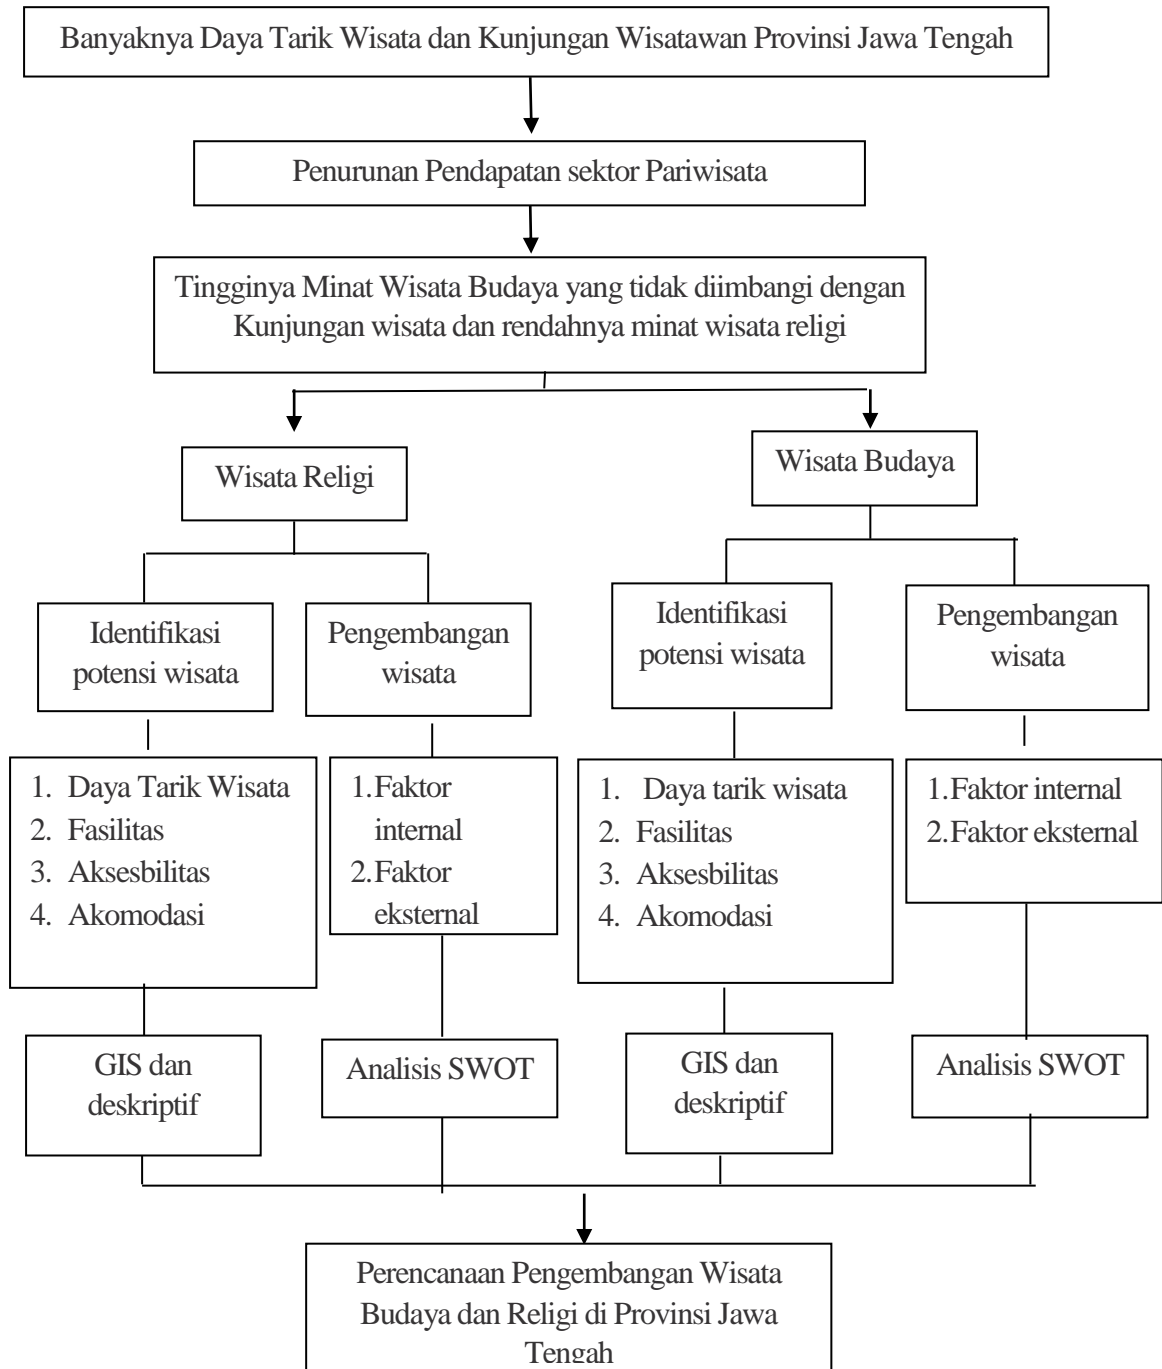 Banyaknya Daya Tarik Wisata dan Kunjungan Wisatawan Provinsi Jawa Tengah
Penurunan Pendapatan sektor Pariwisata
Tingginya Minat Wisata Budaya yang tidak diimbangi dengan
Kunjungan wisata dan rendahnya minat wisata religi
Wisata Religi
Wisata Budaya
Identifikasi
potensi wisata
Pengembangan
wisata
Identifikasi
potensi wisata
Pengembangan
wisata
1. Daya Tarik Wisata
2. Fasilitas
3. Aksesbilitas
4. Akomodasi
1. Faktor
internal
2. Faktor
eksternal
1. Daya tarik wisata
2. Fasilitas
3. Aksesbilitas
4. Akomodasi
1. Faktor internal
2. Faktor eksternal
GIS dan
deskriptif
Analisis SWOT
GIS dan
deskriptif
Analisis SWOT
Perencanaan Pengembangan Wisata
Budaya dan Religi di Provinsi Jawa
Tengah